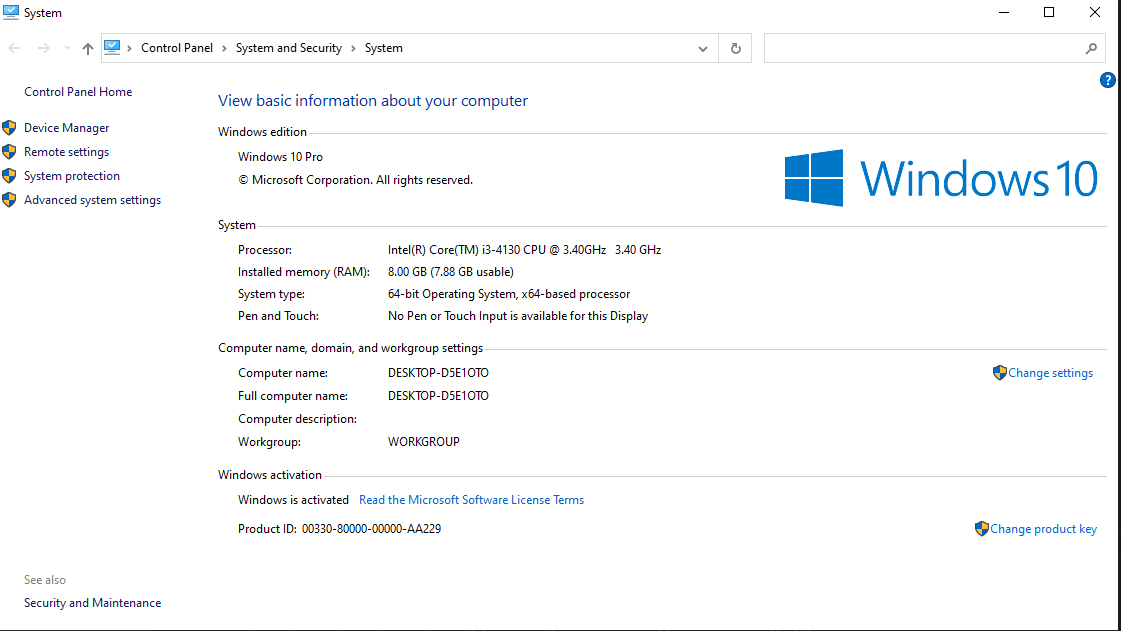 System
Control Panel › System and Security › System
Control Panel Home
Device Manager
Remote settings
System protection
Advanced system settings
View basic information about your computer
Windows edition
Windows 10 Pro
© Microsoft Corporation. All rights reserved.
Windows 10
System
Processor: Intel(R) Core(TM) i3-4130 CPU @ 3.40GHz 3.40 GHz
Installed memory (RAM): 8.00 GB (7.88 GB usable)
System type: 64-bit Operating System, x64-based processor
Pen and Touch: No Pen or Touch Input is available for this Display
Computer name, domain, and workgroup settings
Computer name: DESKTOP-D5E1OTO Change settings
Full computer name: DESKTOP-D5E1OTO
Computer description:
Workgroup: WORKGROUP
Windows activation
Windows is activated Read the Microsoft Software License Terms
Product ID: 00330-80000-00000-AA229 Change product key
See also
Security and Maintenance